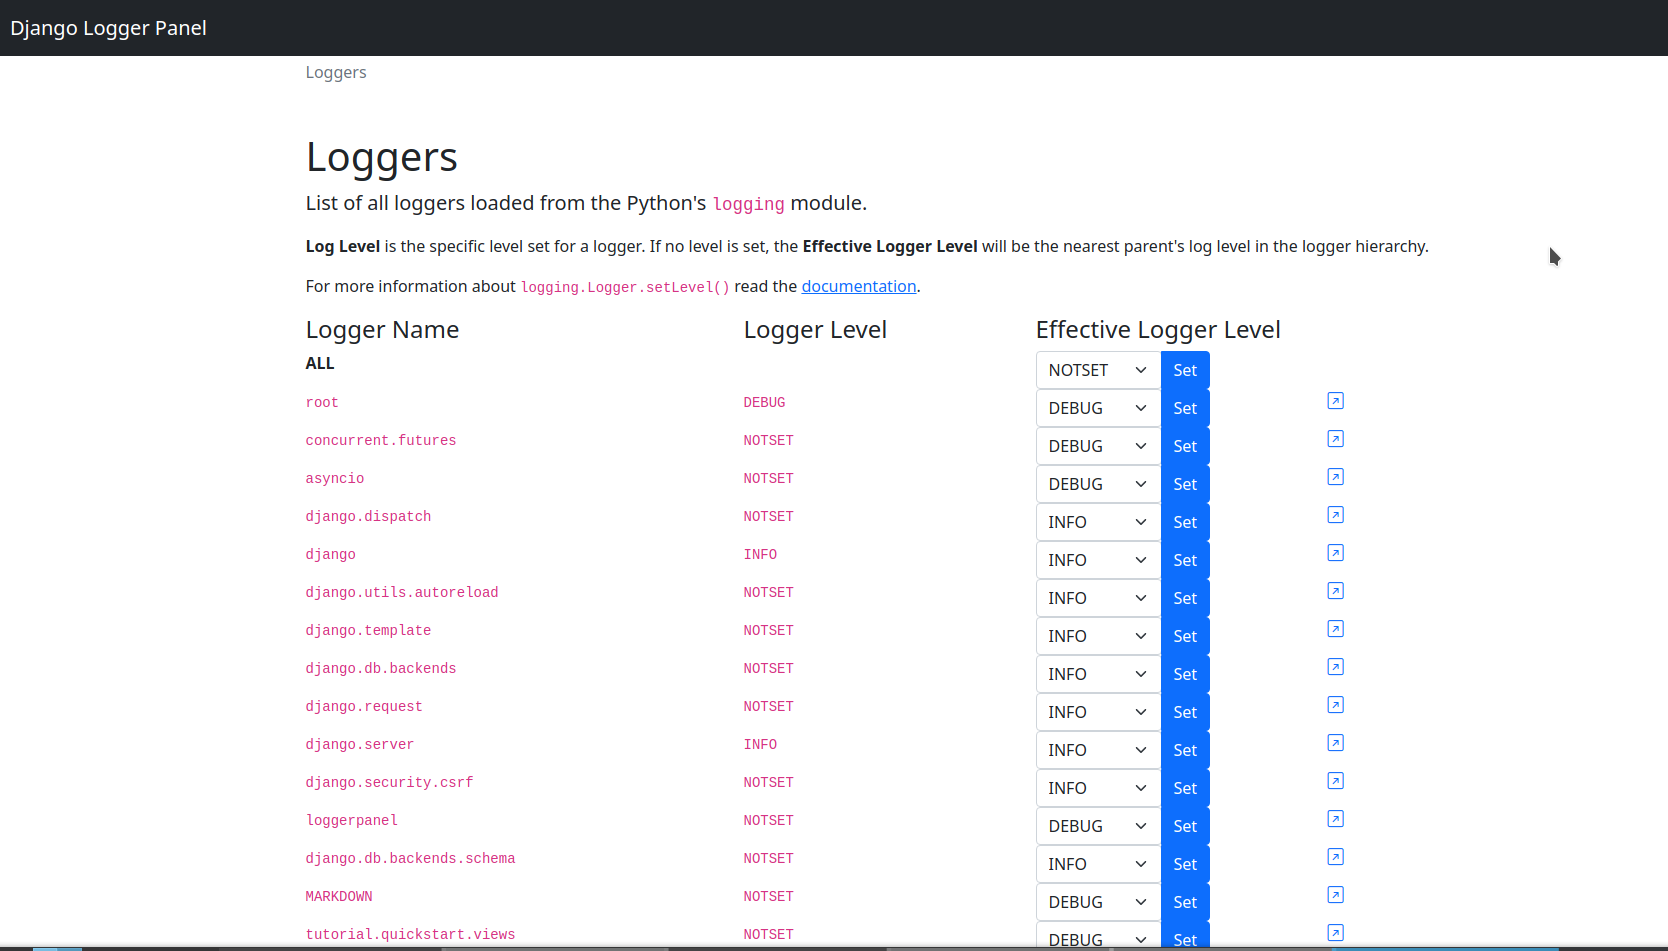 Django Logger Panel
Loggers
Loggers
List of all loggers loaded from the Python's logging module.
Log Level is the specific level set for a logger. If no level is set, the Effective Logger Level will be the nearest parent's log level in the logger hierarchy.
For more information about logging.Logger.setLevel() read the documentation.
Logger Name Logger Level Effective Logger Level
ALL NOTSET Set
root DEBUG DEBUG Set
concurrent.futures NOTSET DEBUG Set
asyncio NOTSET DEBUG Set
django.dispatch NOTSET INFO Set
django INFO INFO Set
django.utils.autoreload NOTSET INFO Set
django.template NOTSET INFO Set
django.db.backends NOTSET INFO Set
django.request NOTSET INFO Set
django.server INFO INFO Set
django.security.csrf NOTSET INFO Set
loggerpanel NOTSET DEBUG Set
django.db.backends.schema NOTSET INFO Set
MARKDOWN NOTSET DEBUG Set
tutorial.quickstart.views NOTSET DEBUG Set